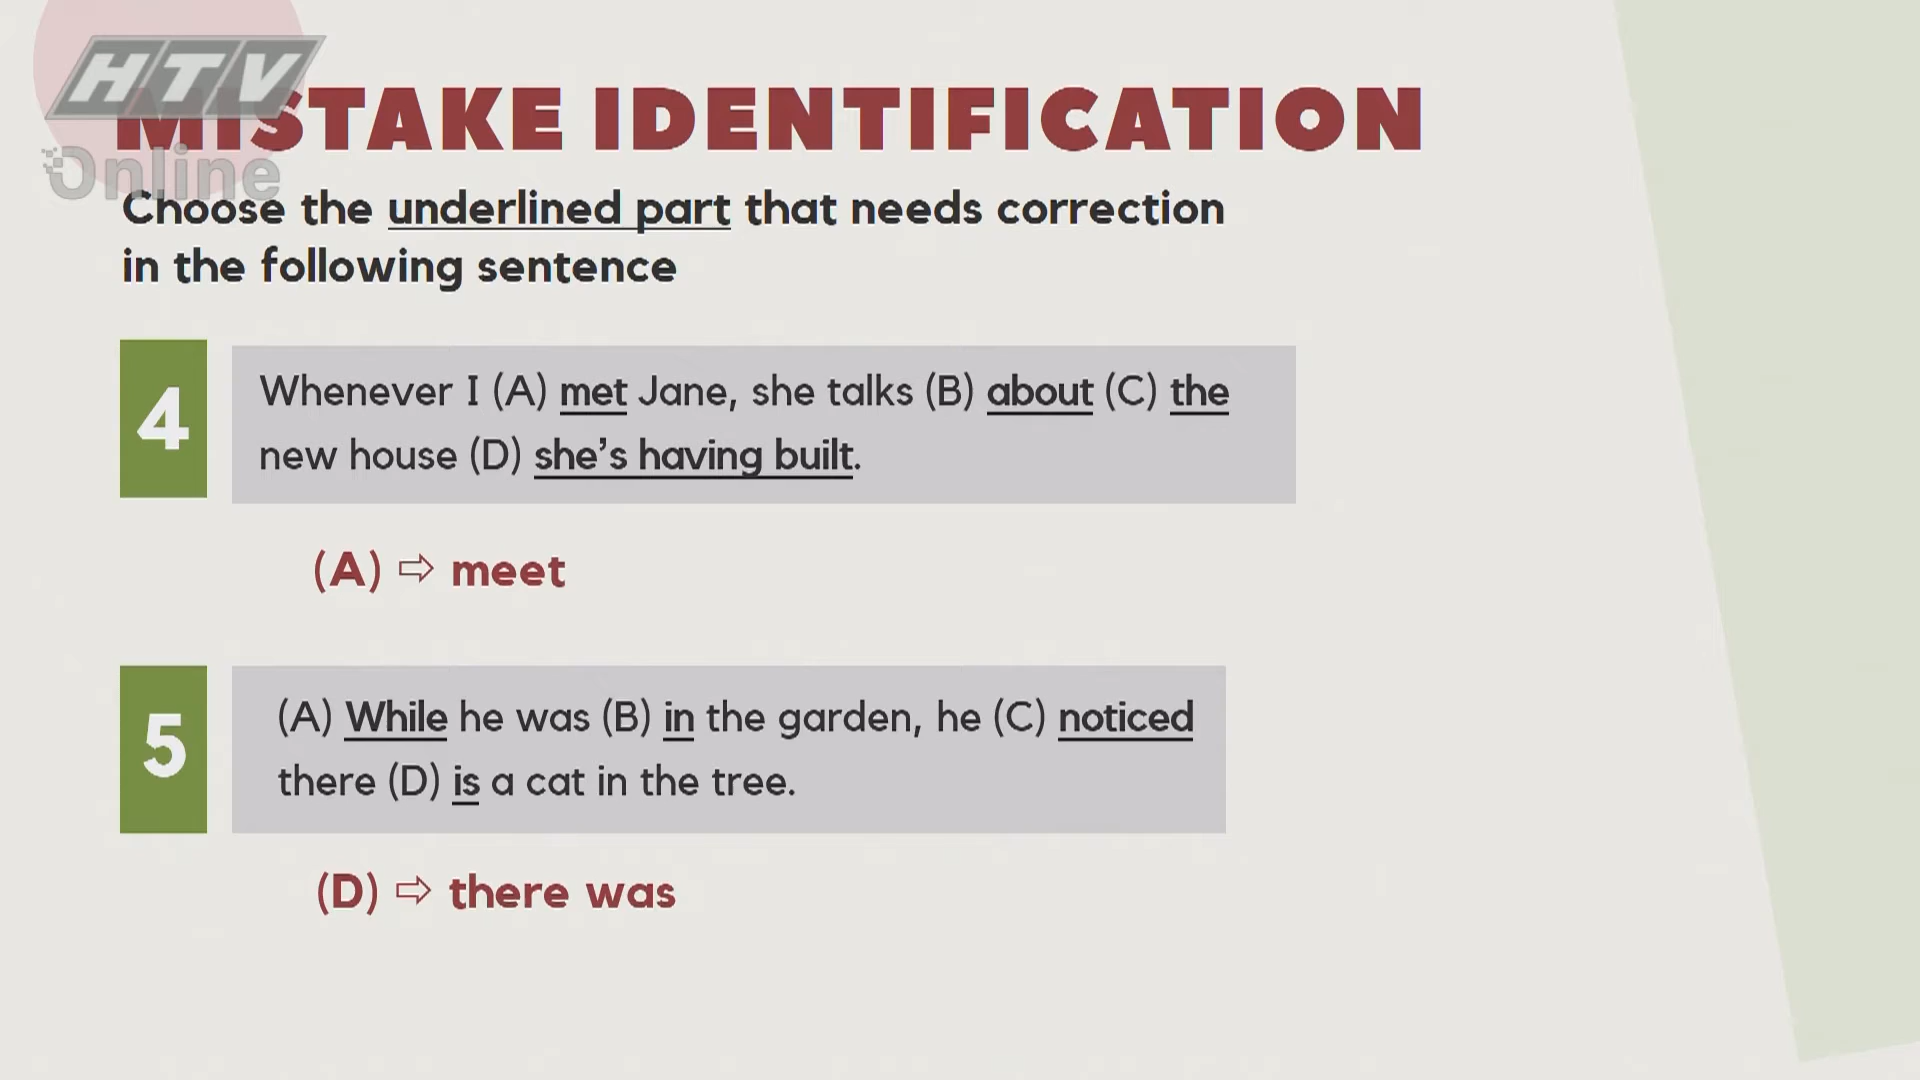 HTV
Online
MISTAKE IDENTIFICATION
Choose the underlined part that needs correction
in the following sentence
4
Whenever I (A) met Jane, she talks (B) about (C) the
new house (D) she’s having built.
(A) ⇨ meet
5
(A) While he was (B) in the garden, he (C) noticed
there (D) is a cat in the tree.
(D) ⇨ there was